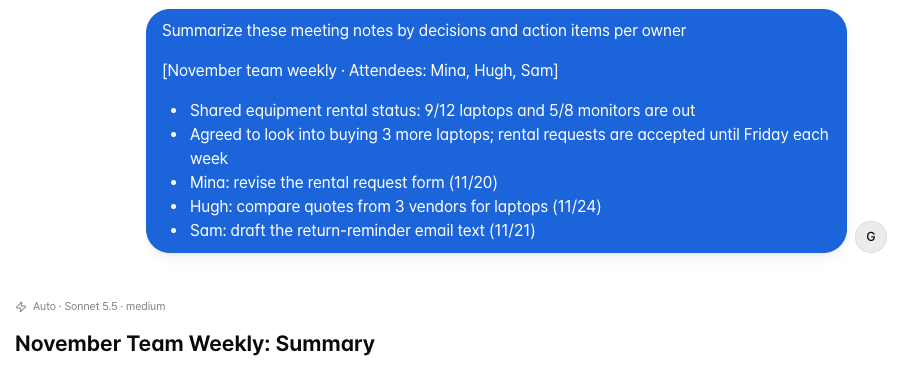 Summarize these meeting notes by decisions and action items per owner
[November team weekly · Attendees: Mina, Hugh, Sam]
• Shared equipment rental status: 9/12 laptops and 5/8 monitors are out
• Agreed to look into buying 3 more laptops; rental requests are accepted until Friday each
week
• Mina: revise the rental request form (11/20)
• Hugh: compare quotes from 3 vendors for laptops (11/24)
• Sam: draft the return-reminder email text (11/21)
G
Auto · Sonnet 5.5 · medium
November Team Weekly: Summary